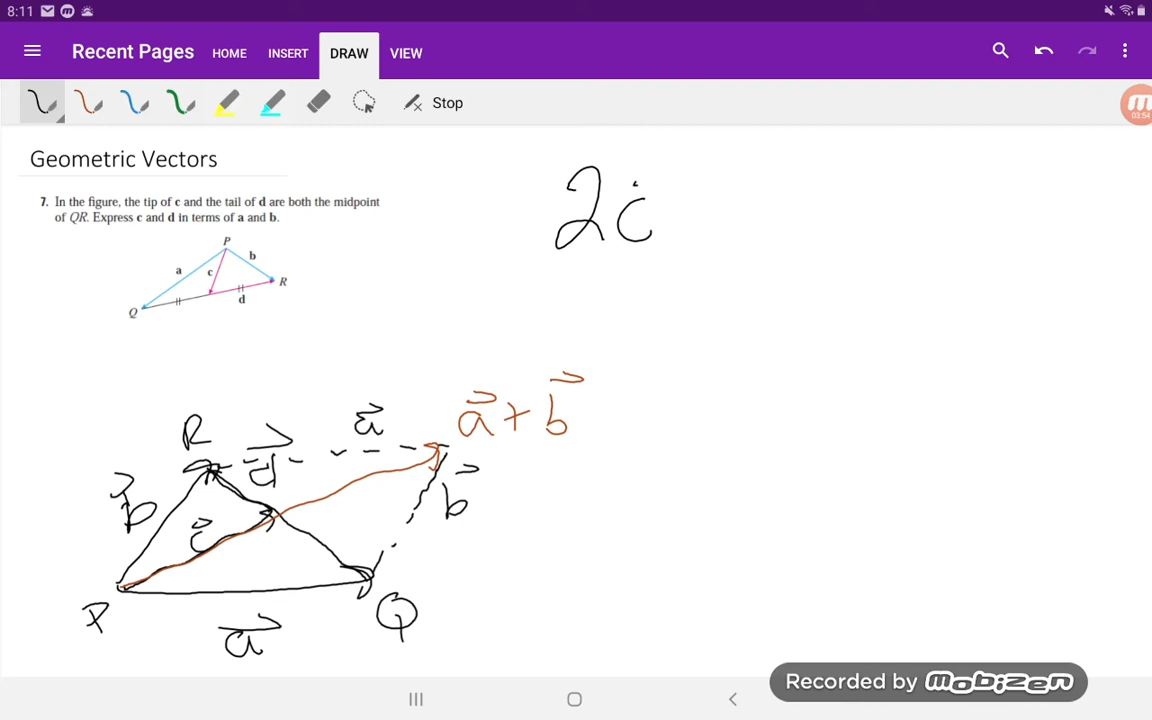 8:11
Recent Pages HOME INSERT DRAW VIEW
Stop
03:54
Geometric Vectors
7. In the figure, the tip of c and the tail of d are both the midpoint
of QR. Express c and d in terms of a and b.
P
b
a
c
R
d
Q
2c
a + b
a
R
d
b
b
c
P
Q
a
Recorded by mobizen